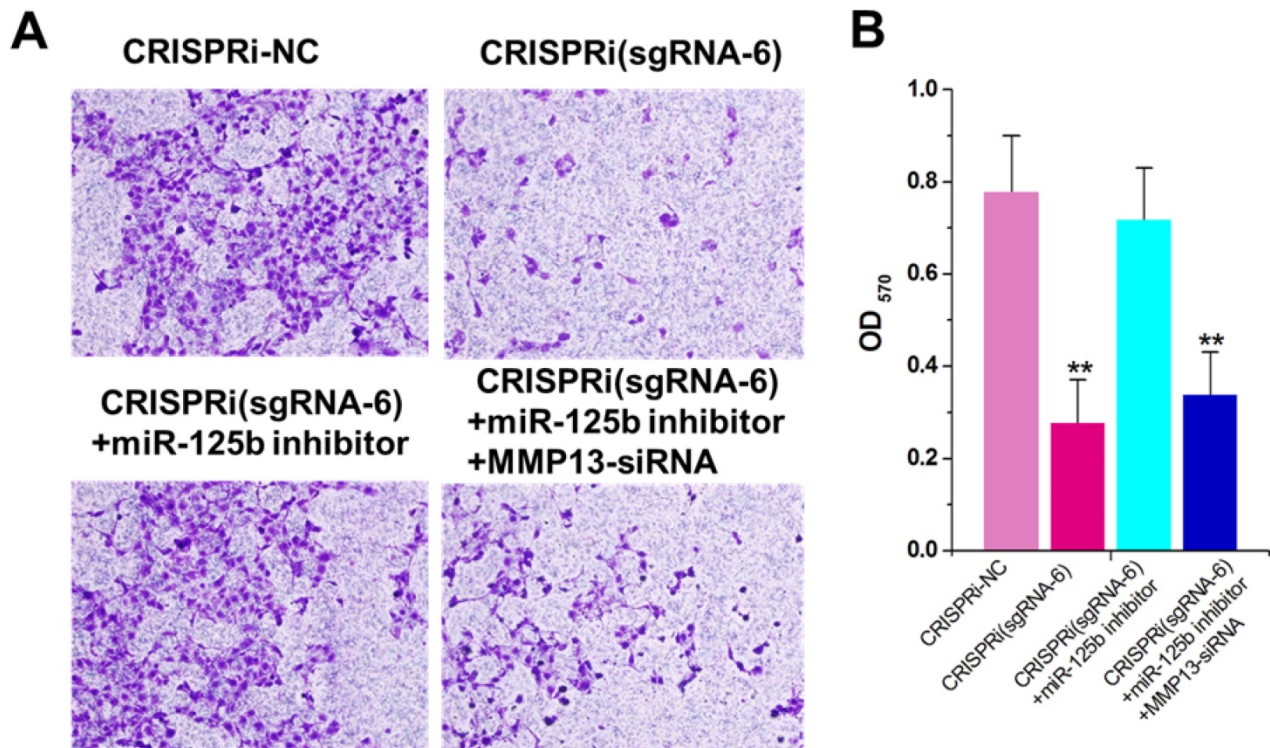 A
CRISPRi-NC
CRISPRi(sgRNA-6)
CRISPRi(sgRNA-6)
+miR-125b inhibitor
CRISPRi(sgRNA-6)
+miR-125b inhibitor
+MMP13-siRNA
B
1.0
0.8
0.6
0.4
0.2
0.0
OD 570
**
**
CRISPRi-NC
CRISPRi(sgRNA-6)
CRISPRi(sgRNA-6)
+miR-125b inhibitor
CRISPRi(sgRNA-6)
+miR-125b inhibitor
+MMP13-siRNA